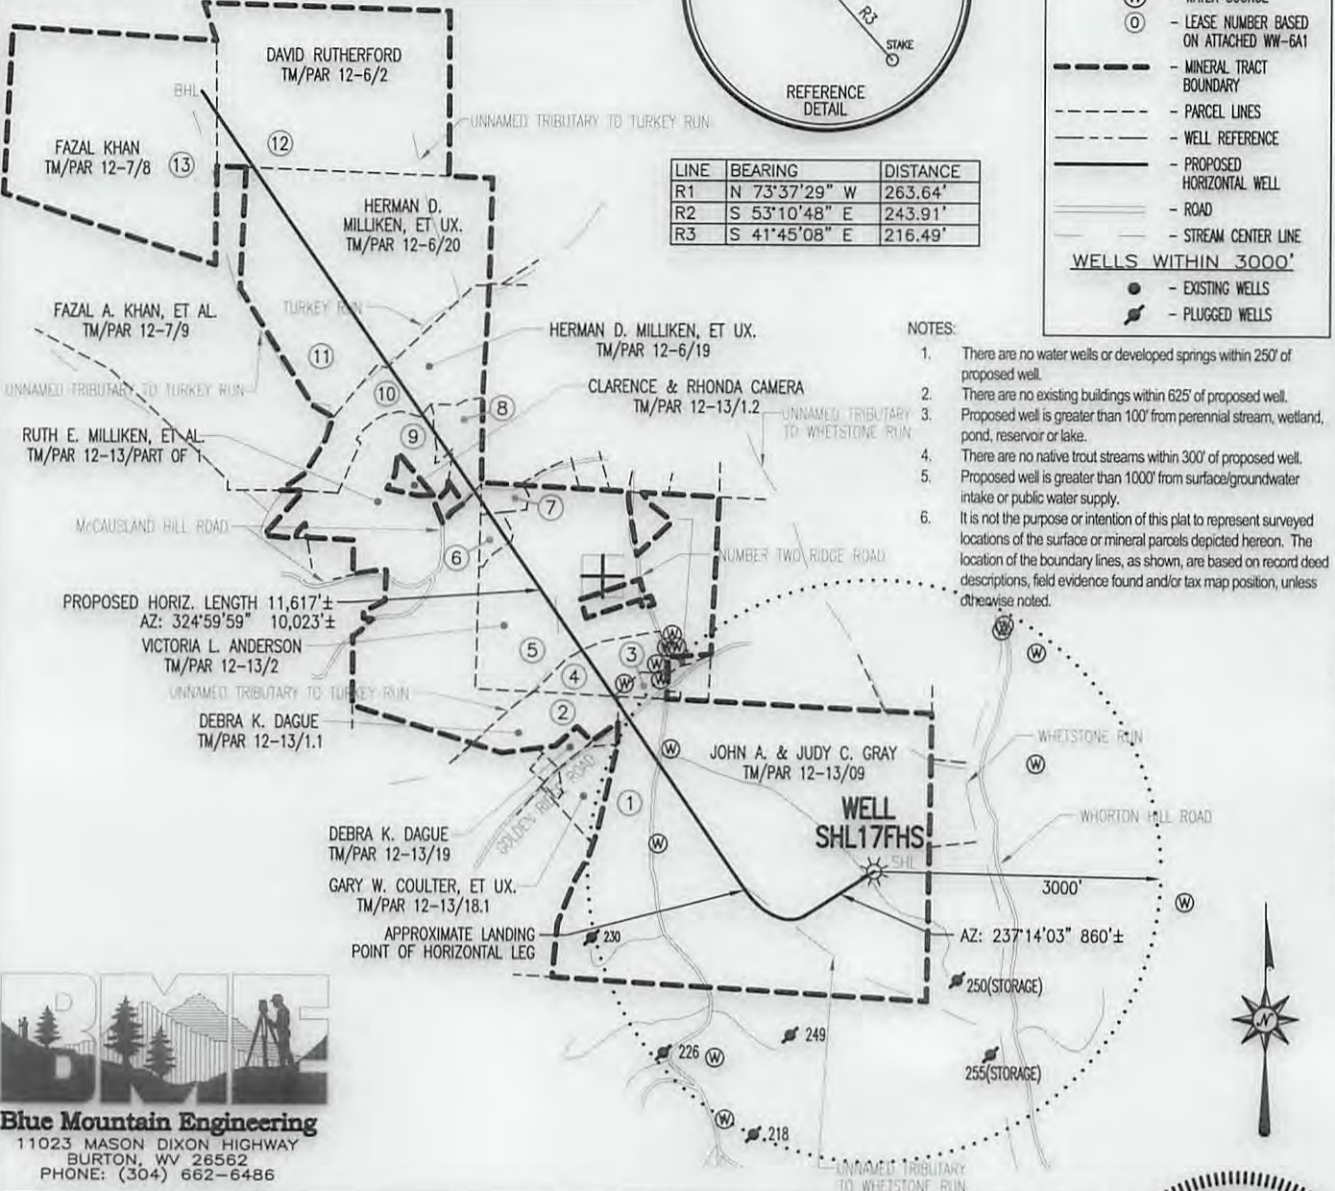 DAVID RUTHERFORD
TM/PAR 12-6/2
BHL
UNNAMED TRIBUTARY TO TURKEY RUN
FAZAL KHAN
TM/PAR 12-7/8
13
12
HERMAN D.
MILLIKEN, ET UX.
TM/PAR 12-6/20
FAZAL A. KHAN, ET AL.
TM/PAR 12-7/9
TURKEY RUN
HERMAN D. MILLIKEN, ET UX.
TM/PAR 12-6/19
11
UNNAMED TRIBUTARY TO TURKEY RUN
10
CLARENCE & RHONDA CAMERA
TM/PAR 12-13/1.2
8
UNNAMED TRIBUTARY
TO WHETSTONE RUN
RUTH E. MILLIKEN, ET AL.
TM/PAR 12-13/PART OF 1
9
7
McCAUSLAND HILL ROAD
6
NUMBER TWO RIDGE ROAD
PROPOSED HORIZ. LENGTH 11,617'±
AZ: 324°59'59" 10,023'±
VICTORIA L. ANDERSON
TM/PAR 12-13/2
5
4
3
W
W
W
W
W
W
W
UNNAMED TRIBUTARY TO TURKEY RUN
2
DEBRA K. DAGUE
TM/PAR 12-13/1.1
GOLDEN RIDGE ROAD
1
W
JOHN A. & JUDY C. GRAY
TM/PAR 12-13/09
WHETSTONE RUN
W
WELL
SHL17FHS
SHL
WHORTON HILL ROAD
DEBRA K. DAGUE
TM/PAR 12-13/19
W
GARY W. COULTER, ET UX.
TM/PAR 12-13/18.1
3000'
W
APPROXIMATE LANDING
POINT OF HORIZONTAL LEG
230
AZ: 237°14'03" 860'±
250(STORAGE)
249
226
W
255(STORAGE)
W
218
UNNAMED TRIBUTARY
TO WHETSTONE RUN
R3
STAKE
REFERENCE
DETAIL
LINE BEARING DISTANCE
R1 N 73°37'29" W 263.64'
R2 S 53°10'48" E 243.91'
R3 S 41°45'08" E 216.49'
W - WATER SOURCE
0 - LEASE NUMBER BASED
ON ATTACHED WW-6A1
- MINERAL TRACT
BOUNDARY
- PARCEL LINES
- WELL REFERENCE
- PROPOSED
HORIZONTAL WELL
- ROAD
- STREAM CENTER LINE
WELLS WITHIN 3000'
- EXISTING WELLS
- PLUGGED WELLS
NOTES:
1. There are no water wells or developed springs within 250' of
proposed well.
2. There are no existing buildings within 625' of proposed well.
3. Proposed well is greater than 100' from perennial stream, wetland,
pond, reservoir or lake.
4. There are no native trout streams within 300' of proposed well.
5. Proposed well is greater than 1000' from surface/groundwater
intake or public water supply.
6. It is not the purpose or intention of this plat to represent surveyed
locations of the surface or mineral parcels depicted hereon. The
location of the boundary lines, as shown, are based on record deed
descriptions, field evidence found and/or tax map position, unless
otherwise noted.
W
BME
Blue Mountain Engineering
11023 MASON DIXON HIGHWAY
BURTON, WV 26562
PHONE: (304) 662-6486
N